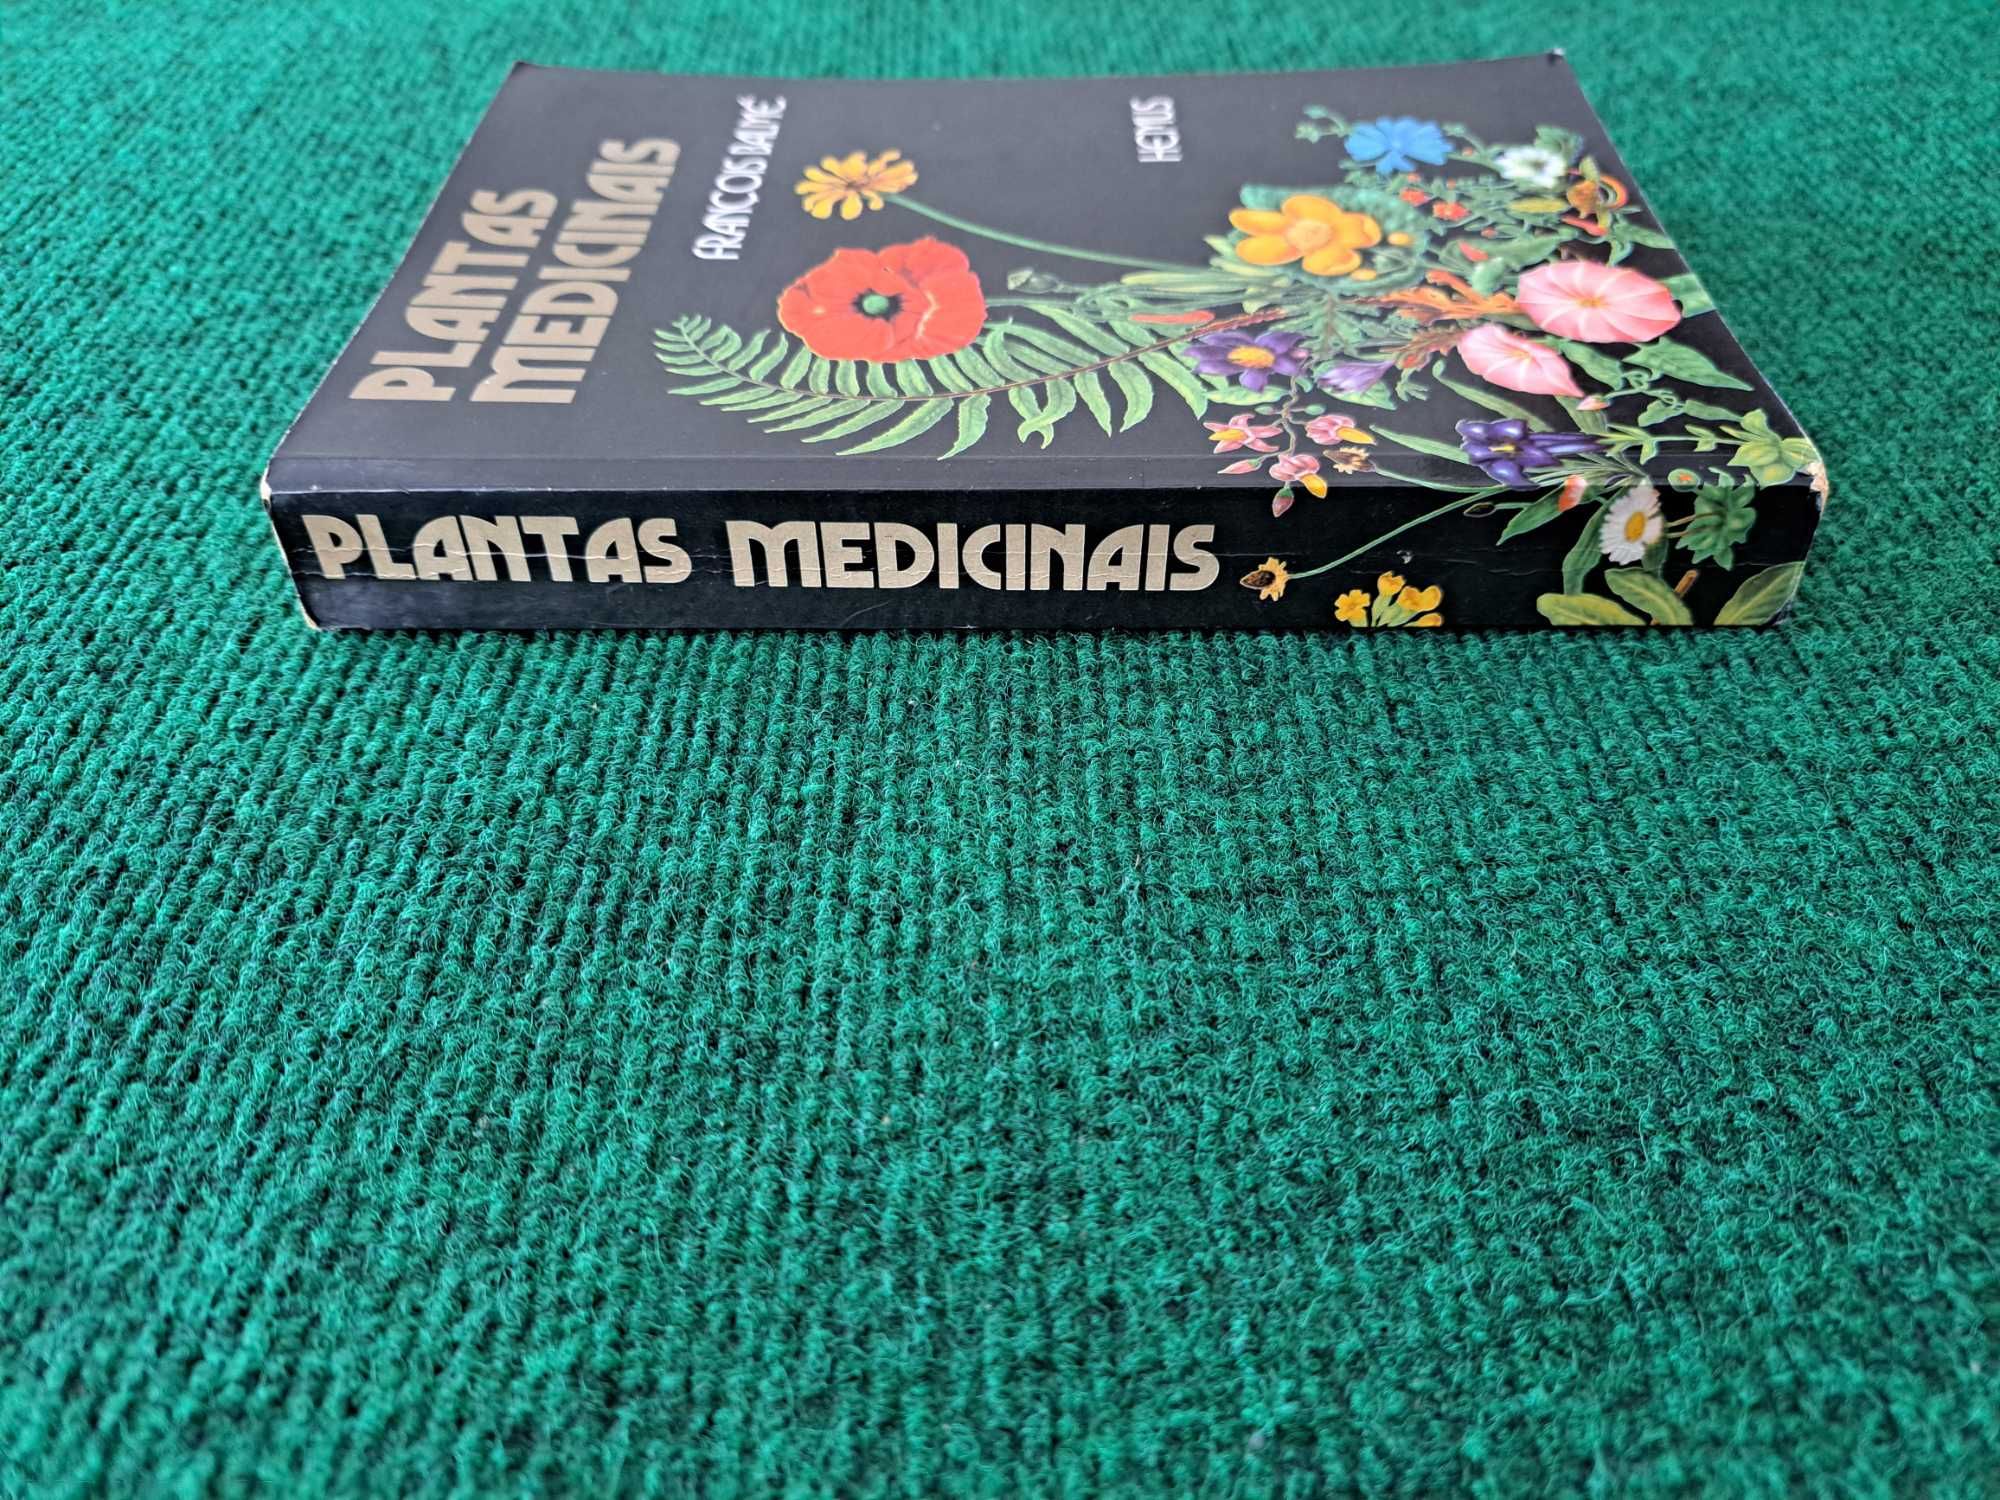 PLANTAS
MEDICINAIS
FRANÇOIS BALMÉ
HEMUS
PLANTAS MEDICINAIS